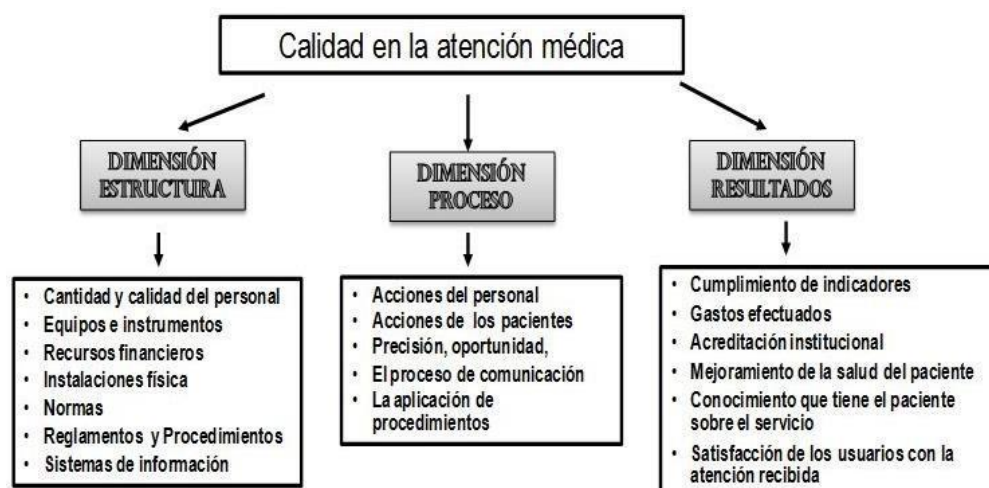 Calidad en la atención médica
DIMENSIÓN
ESTRUCTURA
DIMENSIÓN
PROCESO
DIMENSIÓN
RESULTADOS
• Cantidad y calidad del personal
• Equipos e instrumentos
• Recursos financieros
• Instalaciones física
• Normas
• Reglamentos y Procedimientos
• Sistemas de información
• Acciones del personal
• Acciones de los pacientes
• Precisión, oportunidad,
• El proceso de comunicación
• La aplicación de
procedimientos
• Cumplimiento de indicadores
• Gastos efectuados
• Acreditación institucional
• Mejoramiento de la salud del paciente
• Conocimiento que tiene el paciente
sobre el servicio
• Satisfacción de los usuarios con la
atención recibida